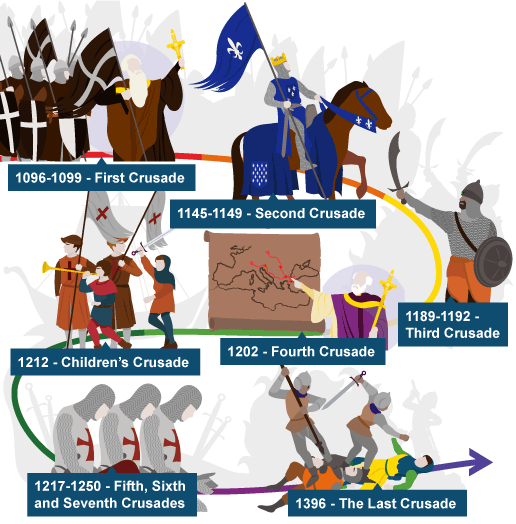 1096-1099 - First Crusade
1145-1149 - Second Crusade
1189-1192 -
Third Crusade
1202 - Fourth Crusade
1212 - Children's Crusade
1217-1250 - Fifth, Sixth
and Seventh Crusades
1396 - The Last Crusade